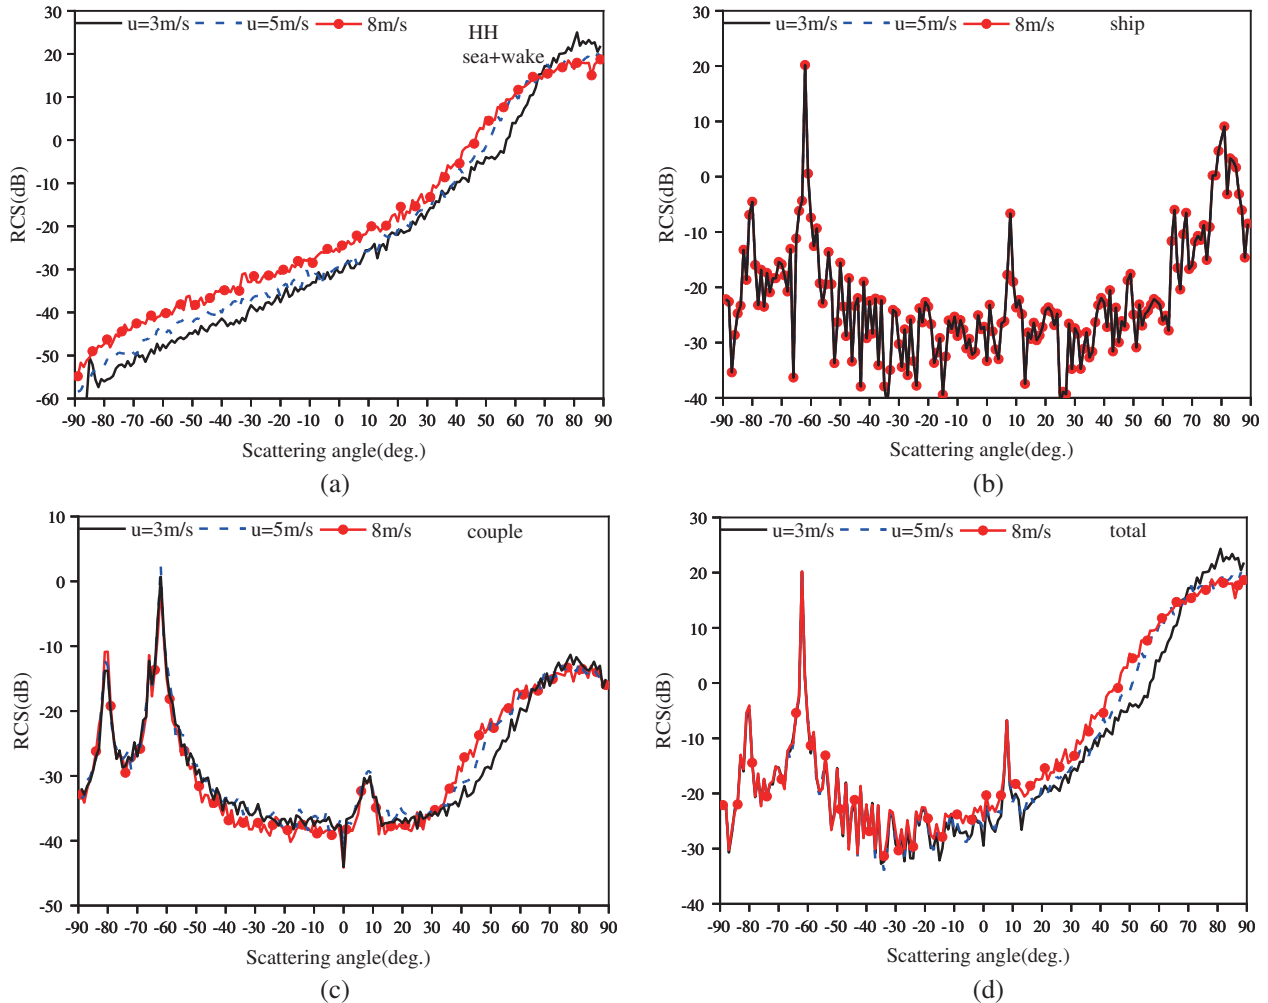 u=3m/s u=5m/s 8m/s
HH
sea+wake
30
20
10
0
-10
-20
-30
-40
-50
-60
RCS(dB)
-90 -80 -70 -60 -50 -40 -30 -20 -10 0 10 20 30 40 50 60 70 80 90
Scattering angle(deg.)
(a)
u=3m/s u=5m/s 8m/s ship
30
20
10
0
-10
-20
-30
-40
RCS(dB)
-90 -80 -70 -60 -50 -40 -30 -20 -10 0 10 20 30 40 50 60 70 80 90
Scattering angle(deg.)
(b)
u=3m/s u=5m/s 8m/s couple
10
0
-10
-20
-30
-40
-50
RCS(dB)
-90 -80 -70 -60 -50 -40 -30 -20 -10 0 10 20 30 40 50 60 70 80 90
Scattering angle(deg.)
(c)
u=3m/s u=5m/s 8m/s total
30
20
10
0
-10
-20
-30
-40
RCS(dB)
-90 -80 -70 -60 -50 -40 -30 -20 -10 0 10 20 30 40 50 60 70 80 90
Scattering angle(deg.)
(d)